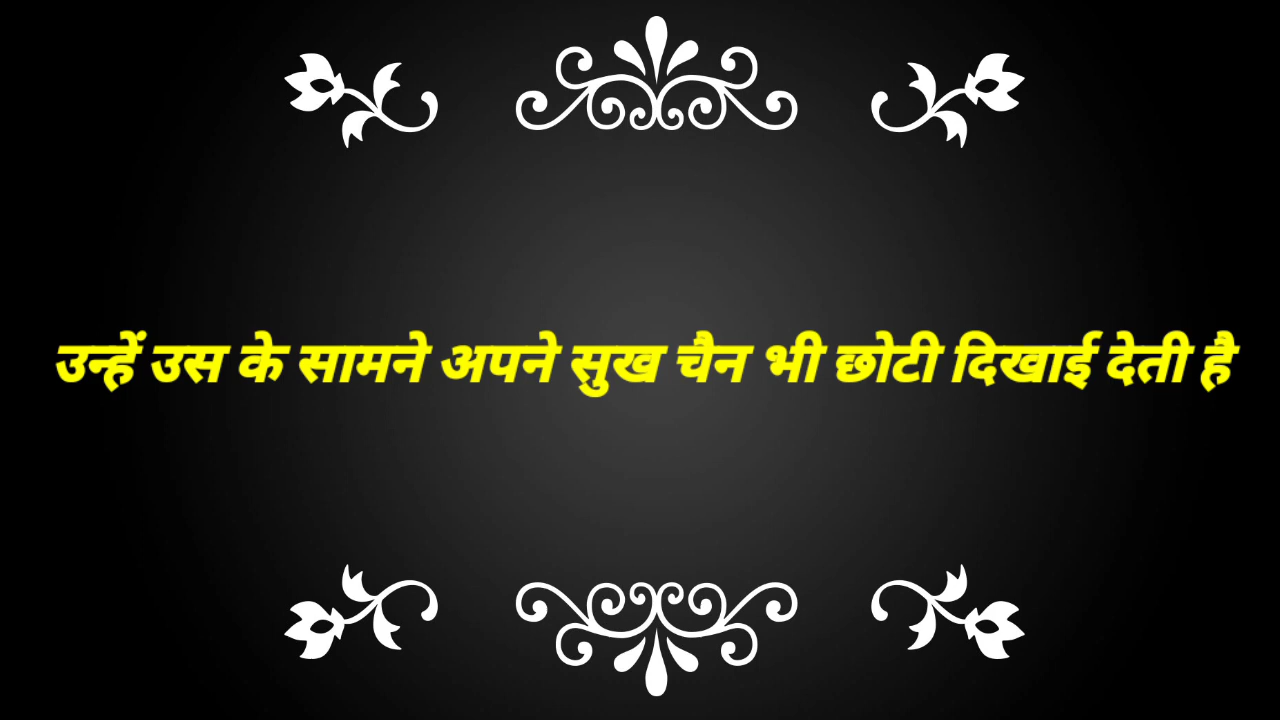 उन्हें उस के सामने अपने सुख चैन भी छोटी दिखाई देती है